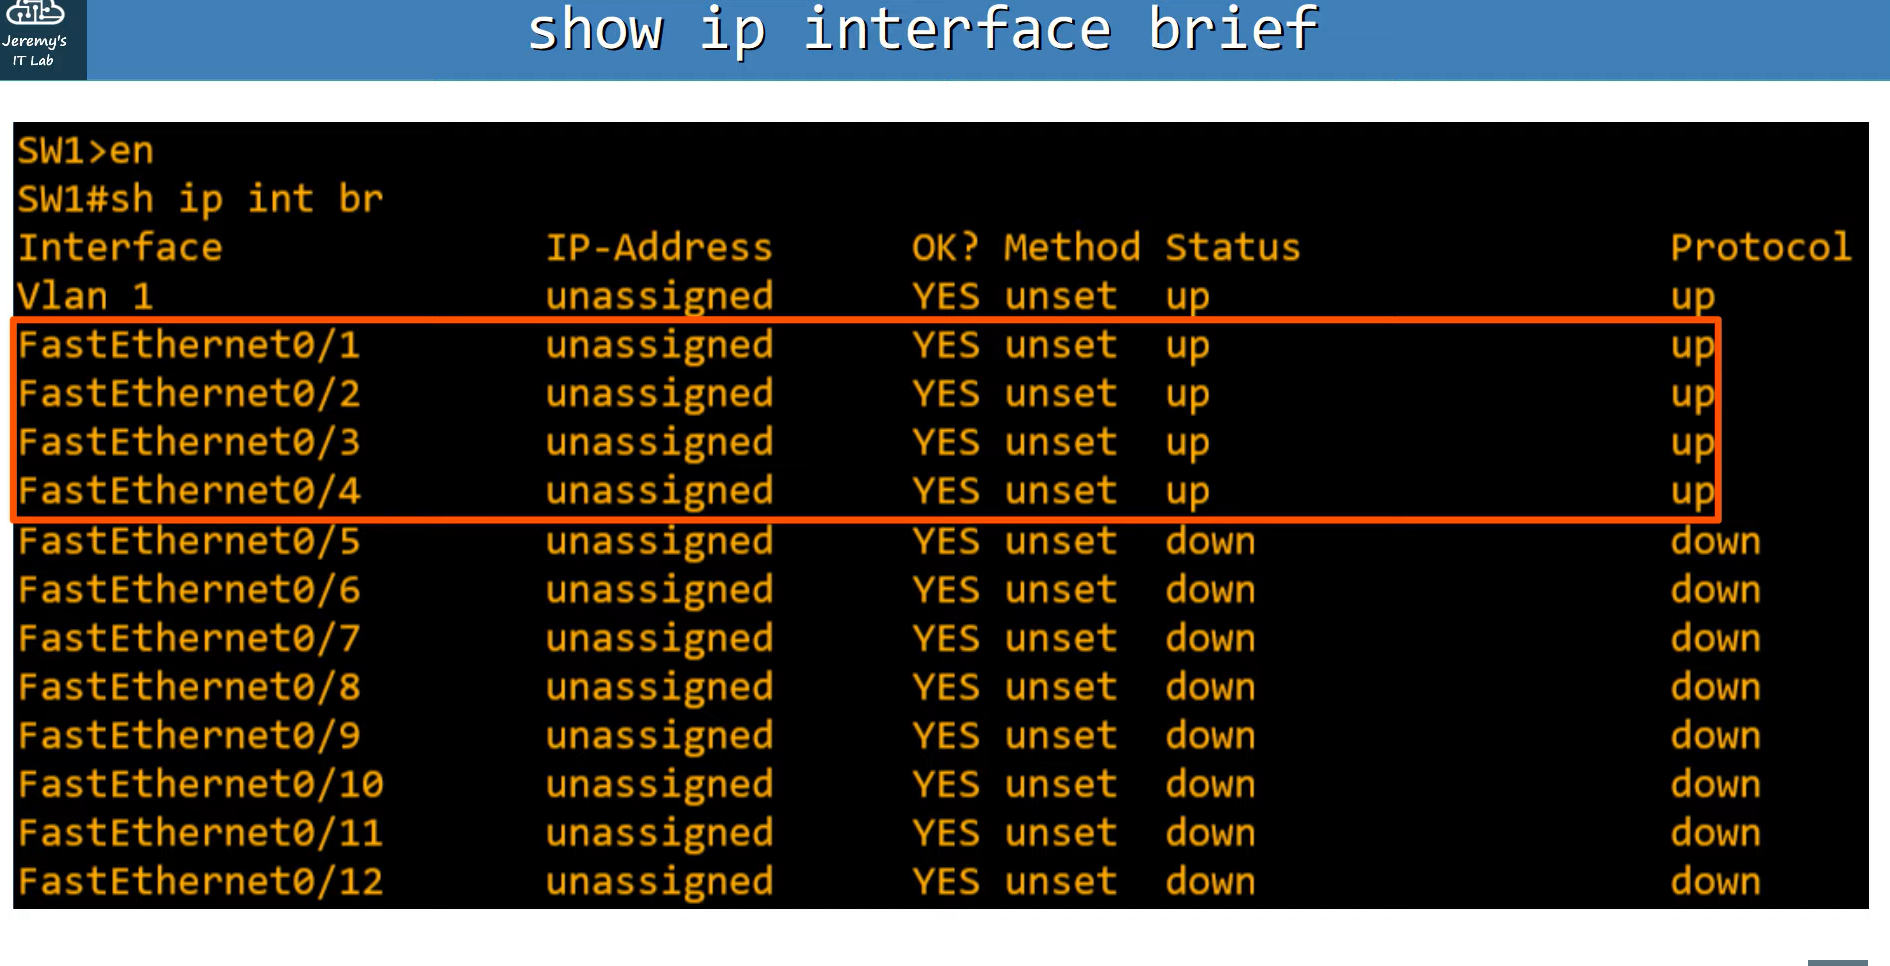 Jeremy's
IT Lab
show ip interface brief
SW1>en
SW1#sh ip int br
Interface IP-Address OK? Method Status Protocol
Vlan 1 unassigned YES unset up up
FastEthernet0/1 unassigned YES unset up up
FastEthernet0/2 unassigned YES unset up up
FastEthernet0/3 unassigned YES unset up up
FastEthernet0/4 unassigned YES unset up up
FastEthernet0/5 unassigned YES unset down down
FastEthernet0/6 unassigned YES unset down down
FastEthernet0/7 unassigned YES unset down down
FastEthernet0/8 unassigned YES unset down down
FastEthernet0/9 unassigned YES unset down down
FastEthernet0/10 unassigned YES unset down down
FastEthernet0/11 unassigned YES unset down down
FastEthernet0/12 unassigned YES unset down down